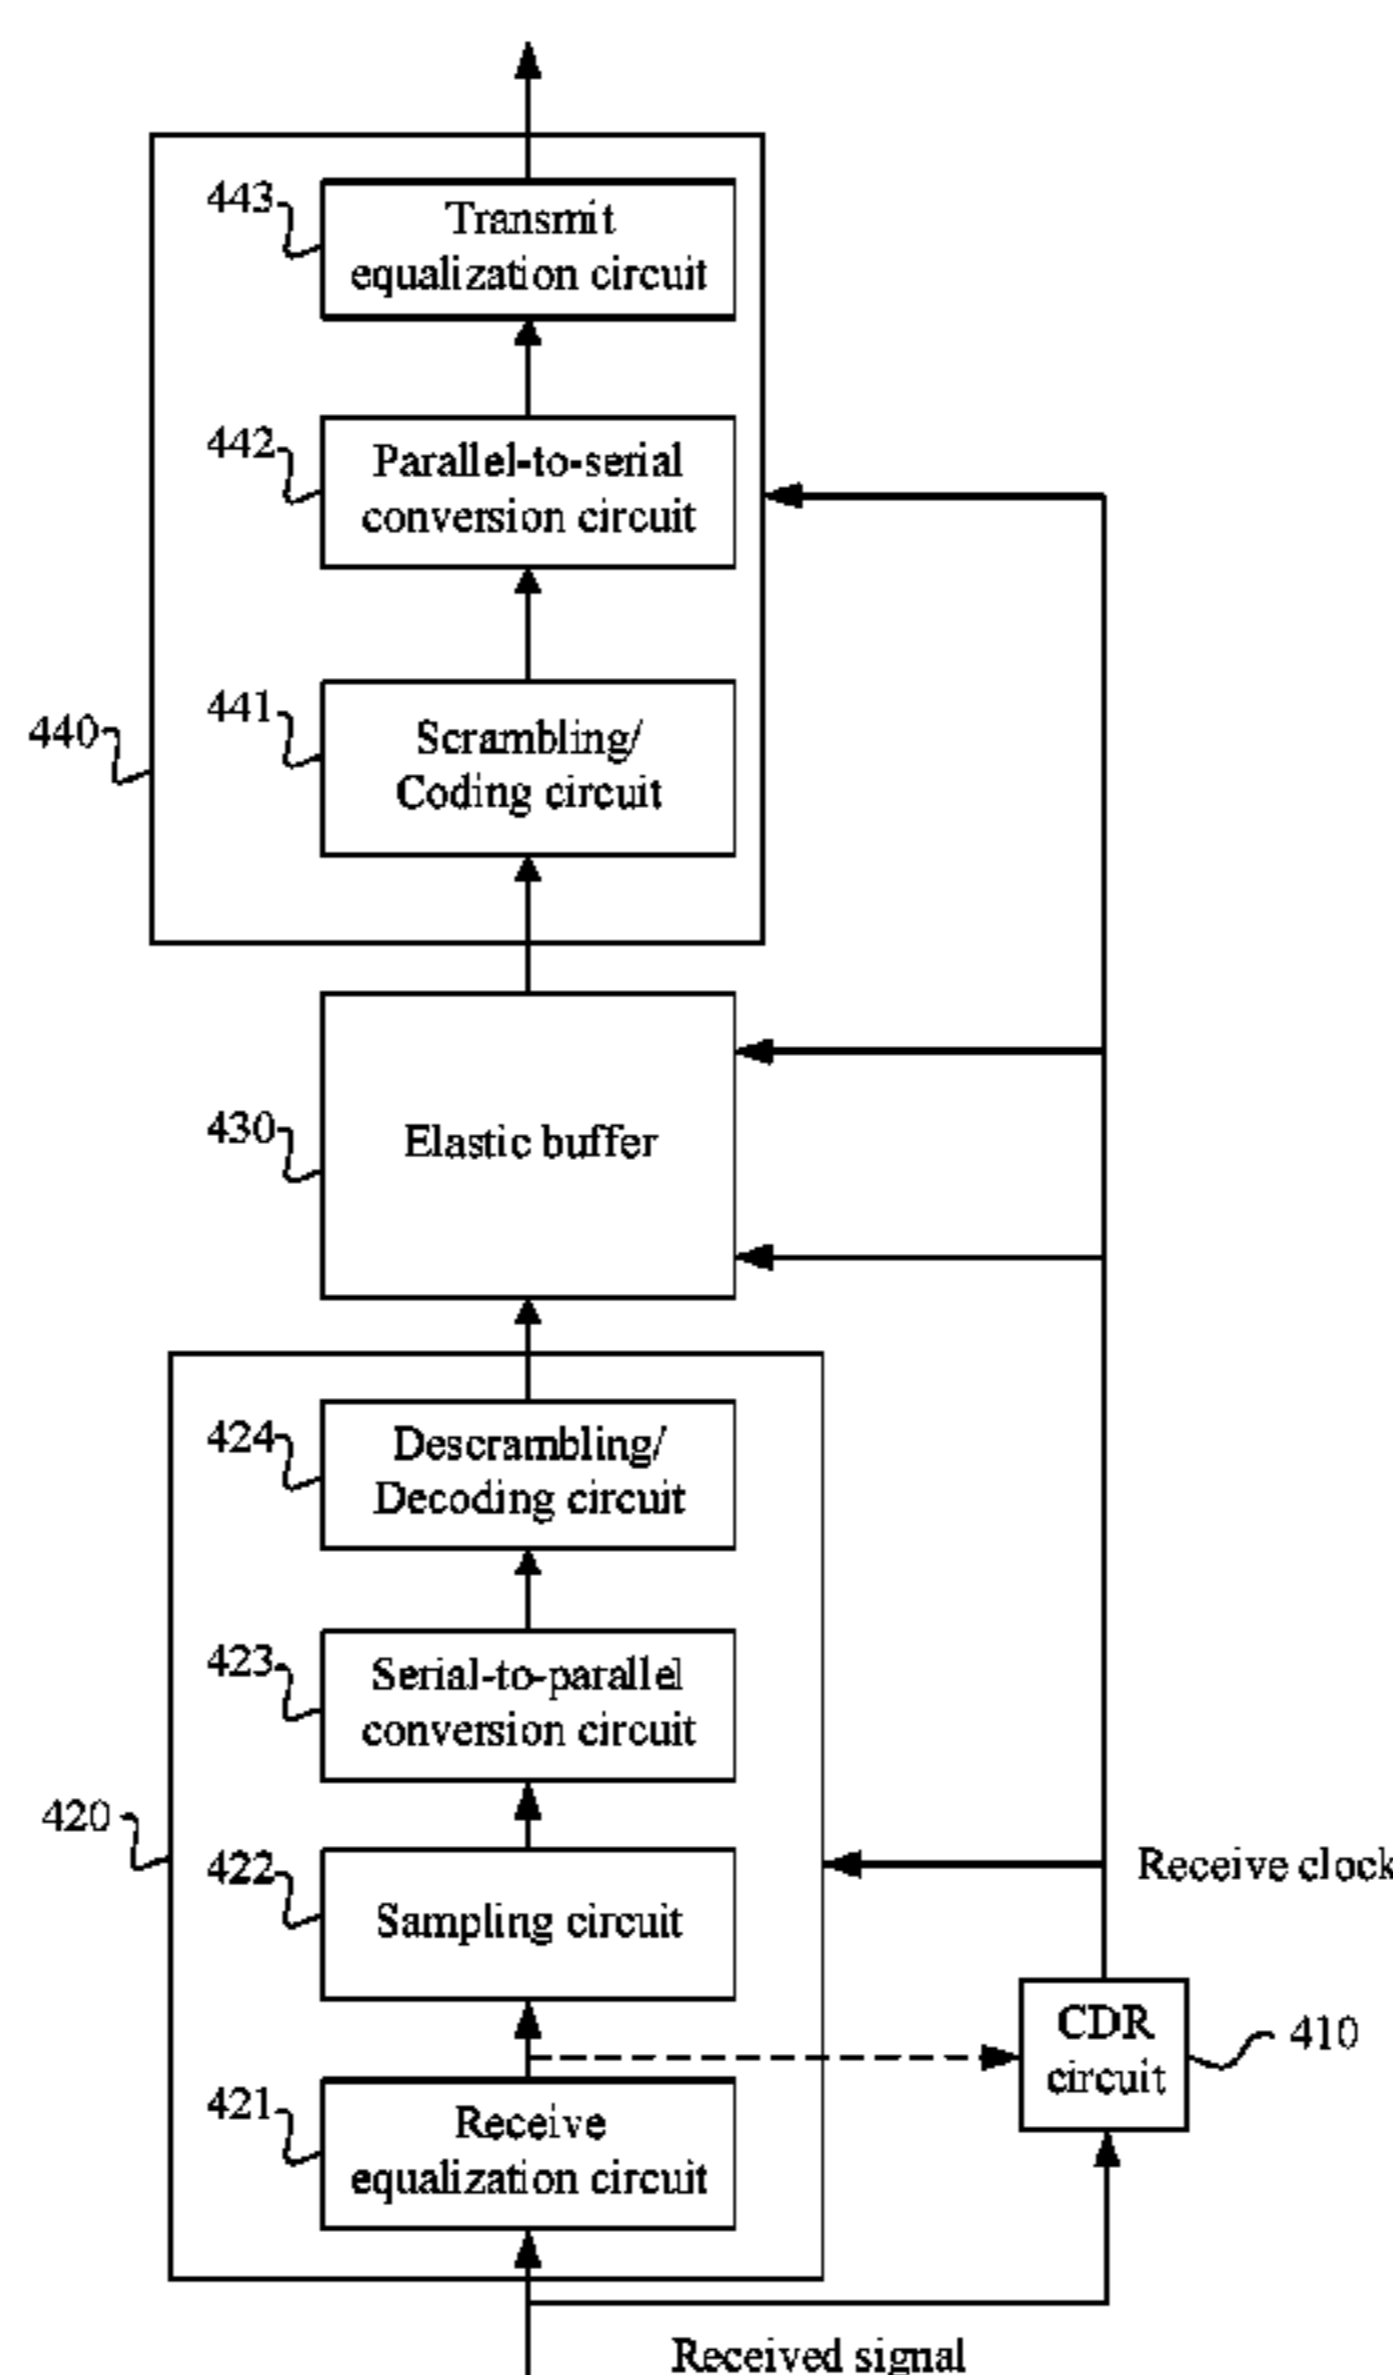 443
Transmit
equalization circuit
442
Parallel-to-serial
conversion circuit
441
Scrambling/
Coding circuit
440
430
Elastic buffer
424
Descrambling/
Decoding circuit
423
Serial-to-parallel
conversion circuit
420
422
Sampling circuit
Receive clock
CDR
circuit
410
421
Receive
equalization circuit
Received signal